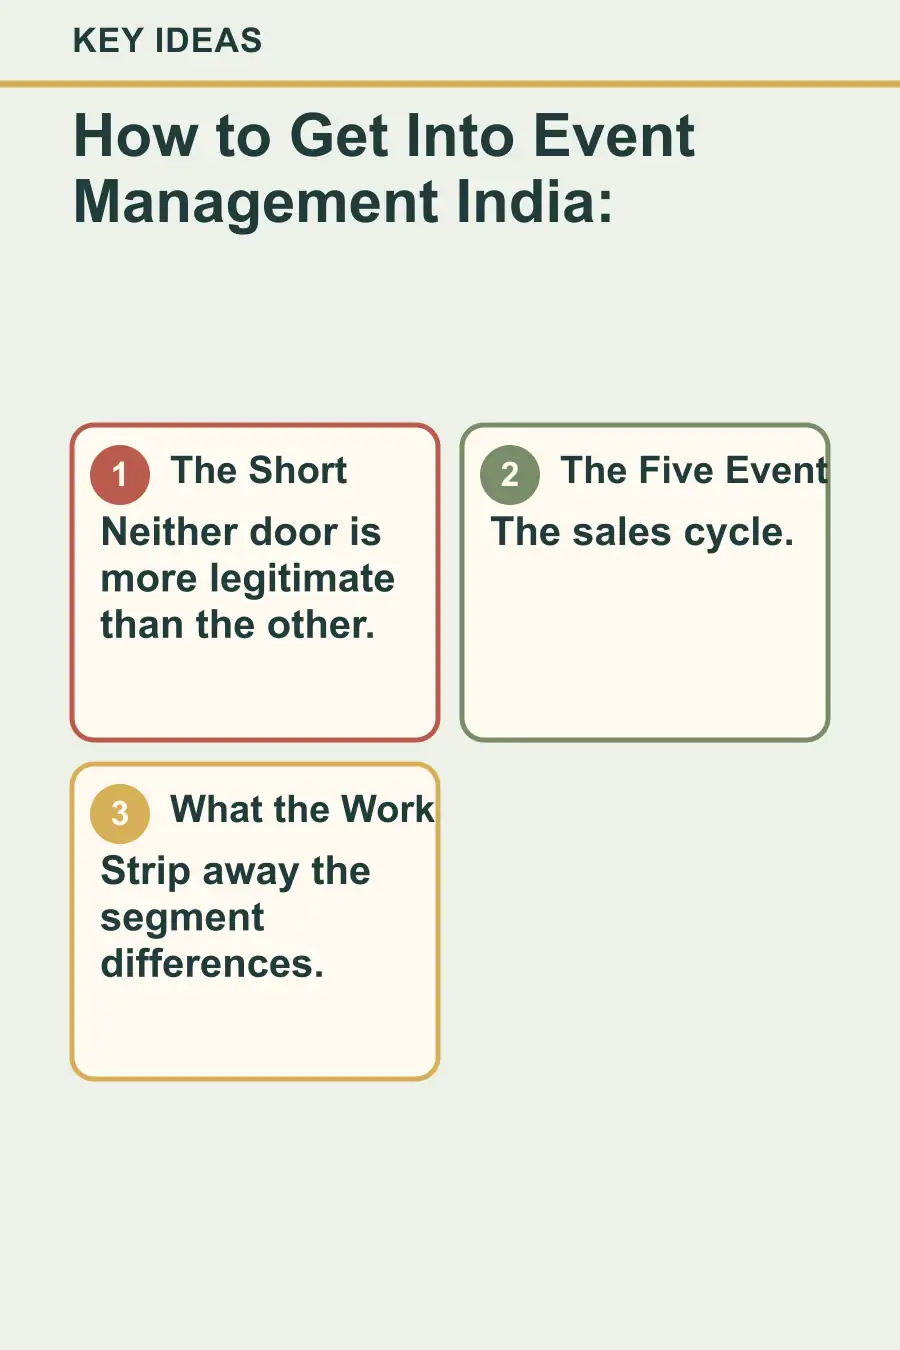 KEY IDEAS
How to Get Into Event
Management India:
1
The Short
Neither door is
more legitimate
than the other.
2
The Five Event
The sales cycle.
3
What the Work
Strip away the
segment
differences.